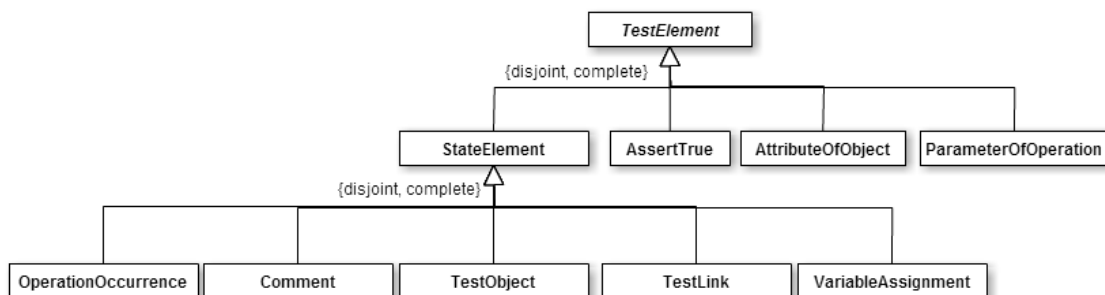 TestElement
{disjoint, complete}
StateElement
AssertTrue
AttributeOfObject
ParameterOfOperation
{disjoint, complete}
OperationOccurrence
Comment
TestObject
TestLink
VariableAssignment